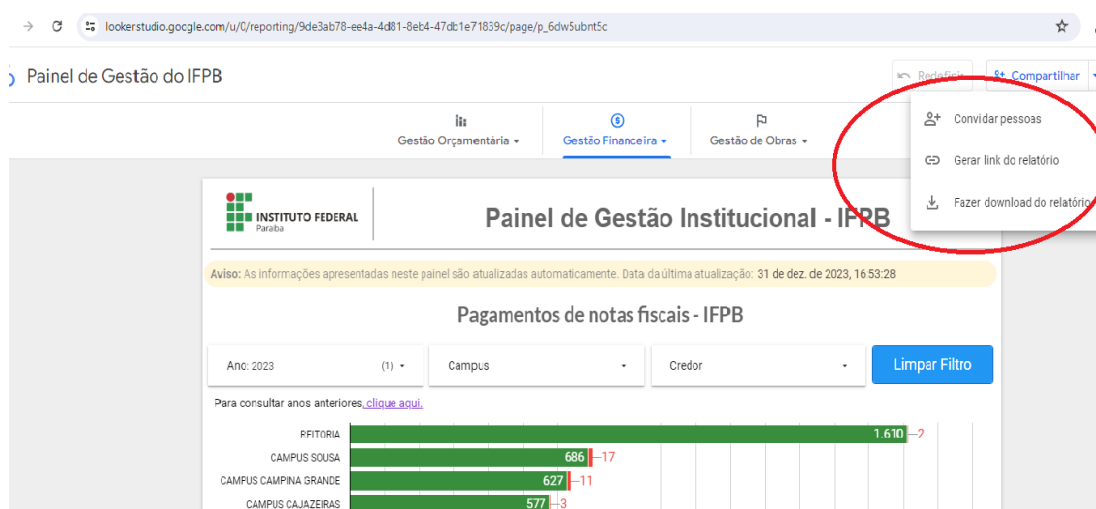 lookerstudio.google.com/u/0/reporting/9de3ab78-ee4a-4d81-8eb4-47db1e71839c/page/p_6dw5ubnt5c
Painel de Gestão do IFPB
Redefinir
Compartilhar
Convidar pessoas
Gerar link do relatório
Fazer download do relatório
Gestão Orçamentária
Gestão Financeira
Gestão de Obras
INSTITUTO FEDERAL
Paraíba
Painel de Gestão Institucional - IFPB
Aviso: As informações apresentadas neste painel são atualizadas automaticamente. Data da última atualização: 31 de dez. de 2023, 16:53:28
Pagamentos de notas fiscais - IFPB
Ano: 2023 (1)
Campus
Credor
Limpar Filtro
Para consultar anos anteriores, clique aqui.
REITORIA 1.610 2
CAMPUS SOUSA 686 17
CAMPUS CAMPINA GRANDE 627 11
CAMPUS CAJAZEIRAS 577 3